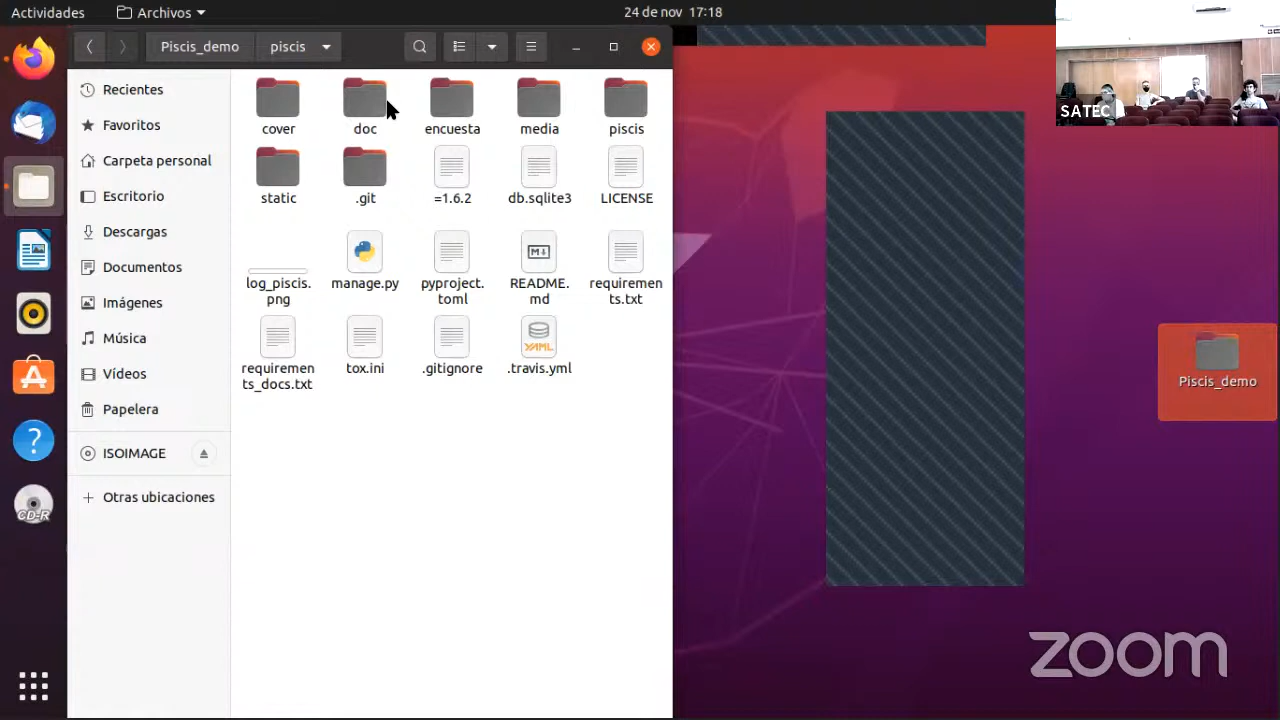 Actividades
Archivos
24 de nov 17:18
Piscis_demo
piscis
Recientes
Favoritos
Carpeta personal
Escritorio
Descargas
Documentos
Imágenes
Música
Vídeos
Papelera
ISOIMAGE
Otras ubicaciones
cover
doc
encuesta
media
piscis
static
.git
=1.6.2
db.sqlite3
LICENSE
log_piscis.
png
manage.py
pyproject.
toml
README.
md
requiremen
ts.txt
requiremen
ts_docs.txt
tox.ini
.gitignore
YAML
.travis.yml
CD-R
SATEC
Piscis_demo
zoom